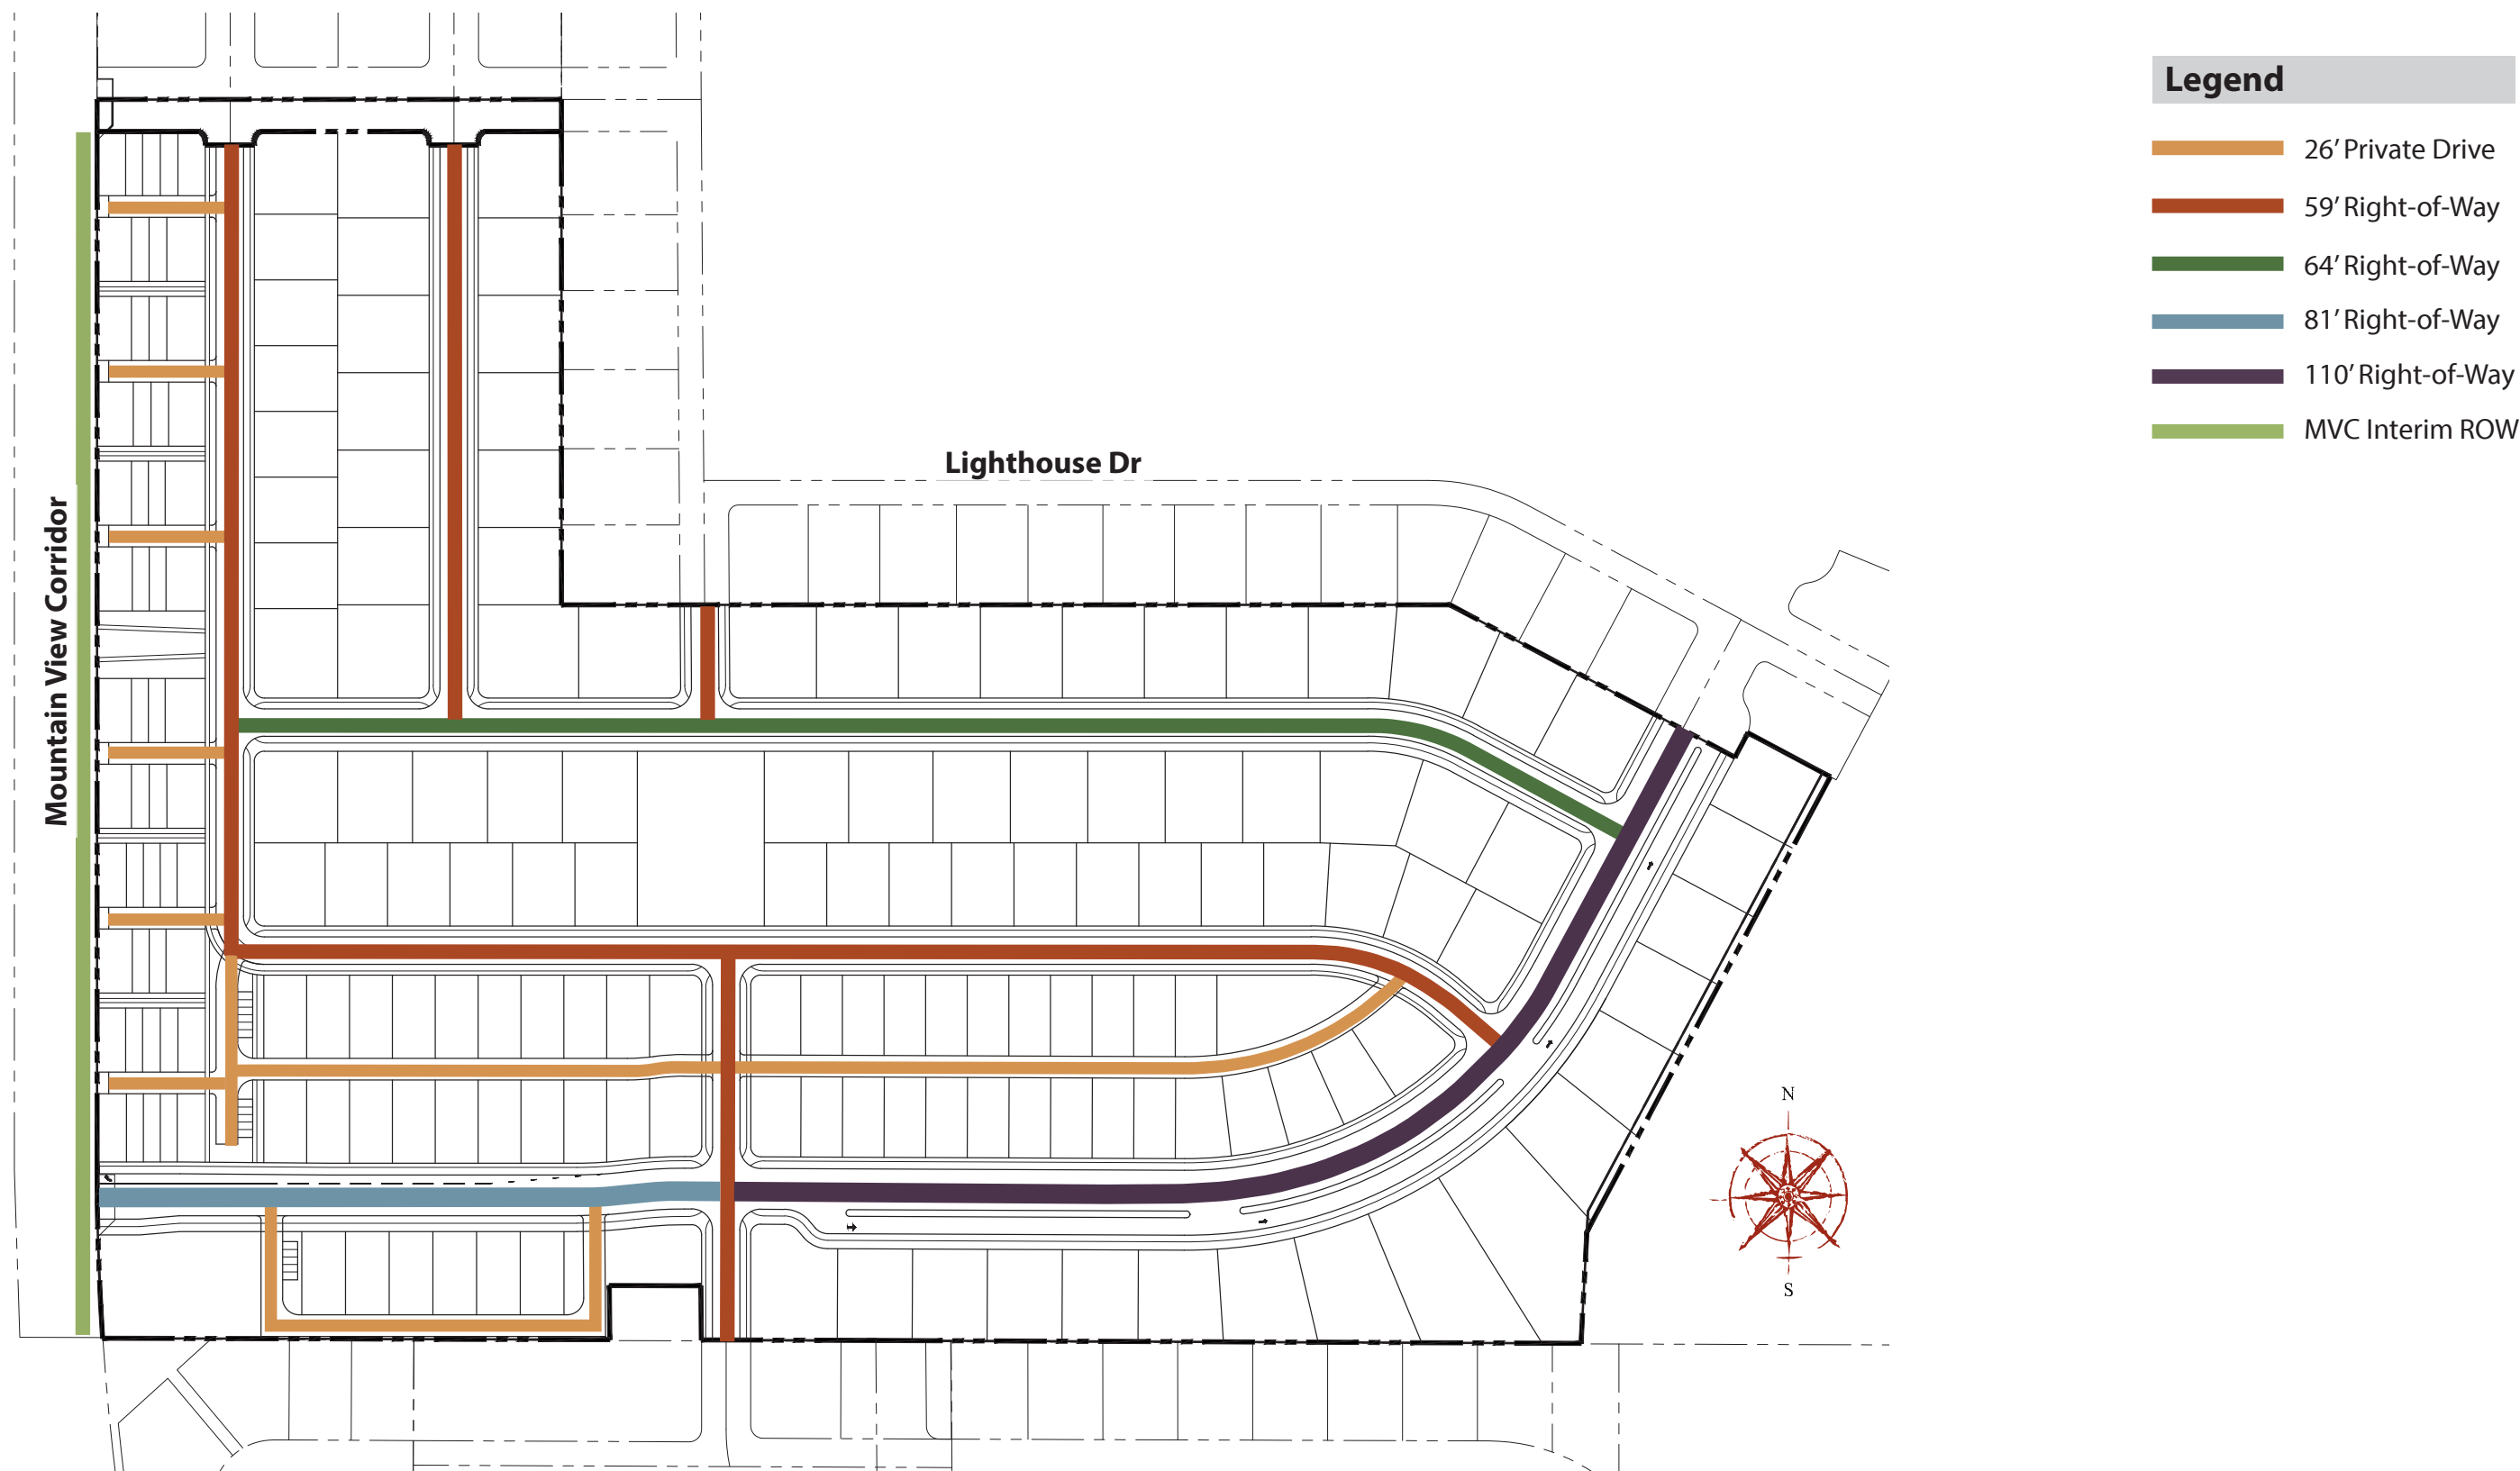 Legend
26' Private Drive
59' Right-of-Way
64' Right-of-Way
81' Right-of-Way
110' Right-of-Way
MVC Interim ROW
Lighthouse Dr
Mountain View Corridor
N
S